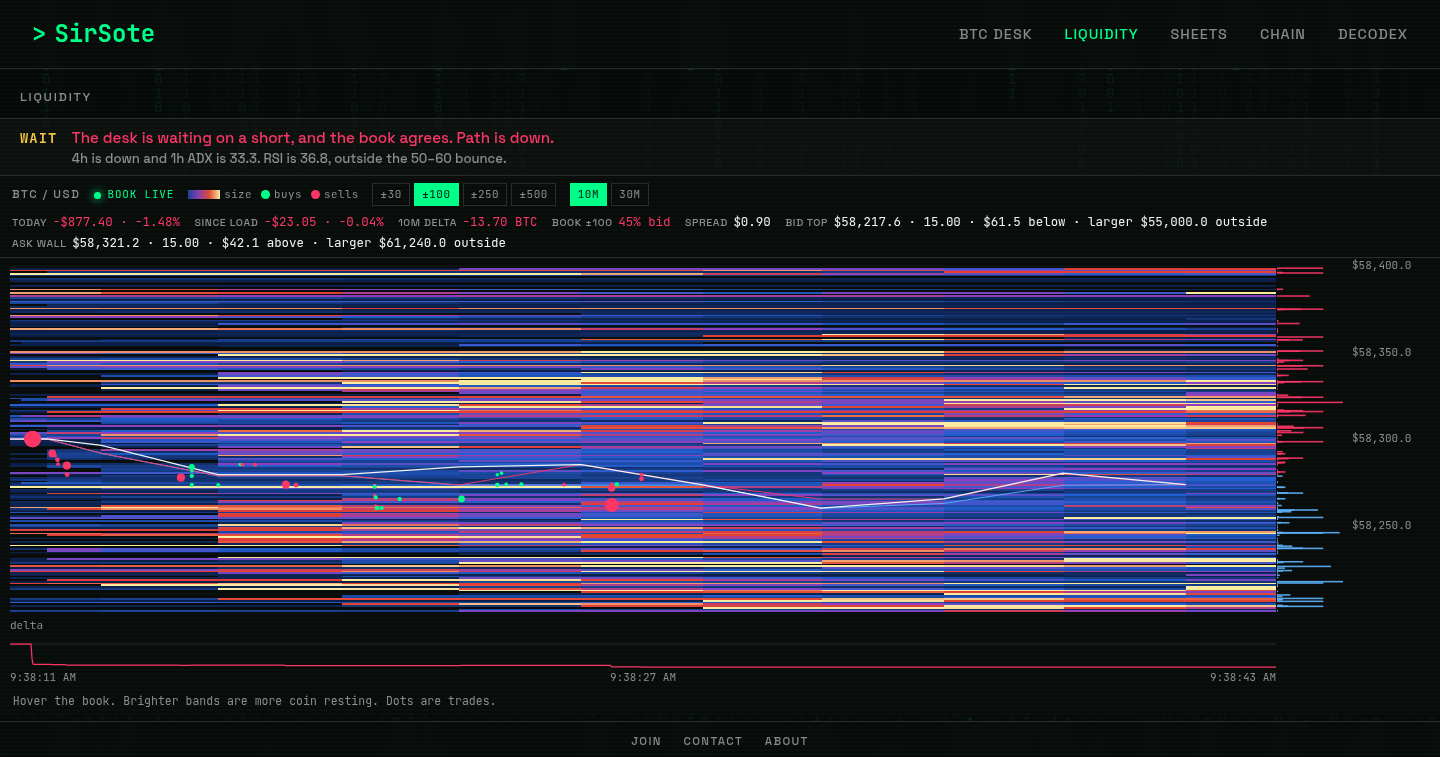 > SirSote
BTC DESK LIQUIDITY SHEETS CHAIN DECODEX
LIQUIDITY
WAIT The desk is waiting on a short, and the book agrees. Path is down.
4h is down and 1h ADX is 33.3. RSI is 36.8, outside the 50–60 bounce.
BTC / USD BOOK LIVE size buys sells ±30 ±100 ±250 ±500 10M 30M
TODAY -$877.40 · -1.48% SINCE LOAD -$23.05 · -0.04% 10M DELTA -13.70 BTC BOOK ±100 45% bid SPREAD $0.90 BID TOP $58,217.6 · 15.00 · $61.5 below · larger $55,000.0 outside
ASK WALL $58,321.2 · 15.00 · $42.1 above · larger $61,240.0 outside
$58,400.0
$58,350.0
$58,300.0
$58,250.0
delta
9:38:11 AM 9:38:27 AM 9:38:43 AM
Hover the book. Brighter bands are more coin resting. Dots are trades.
JOIN CONTACT ABOUT